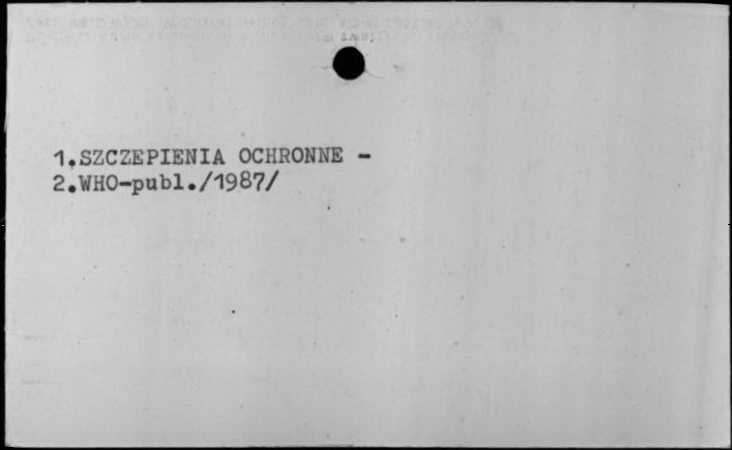 1.SZCZEPIENIA OCHRONNE -
2.WHO-publ./1987/